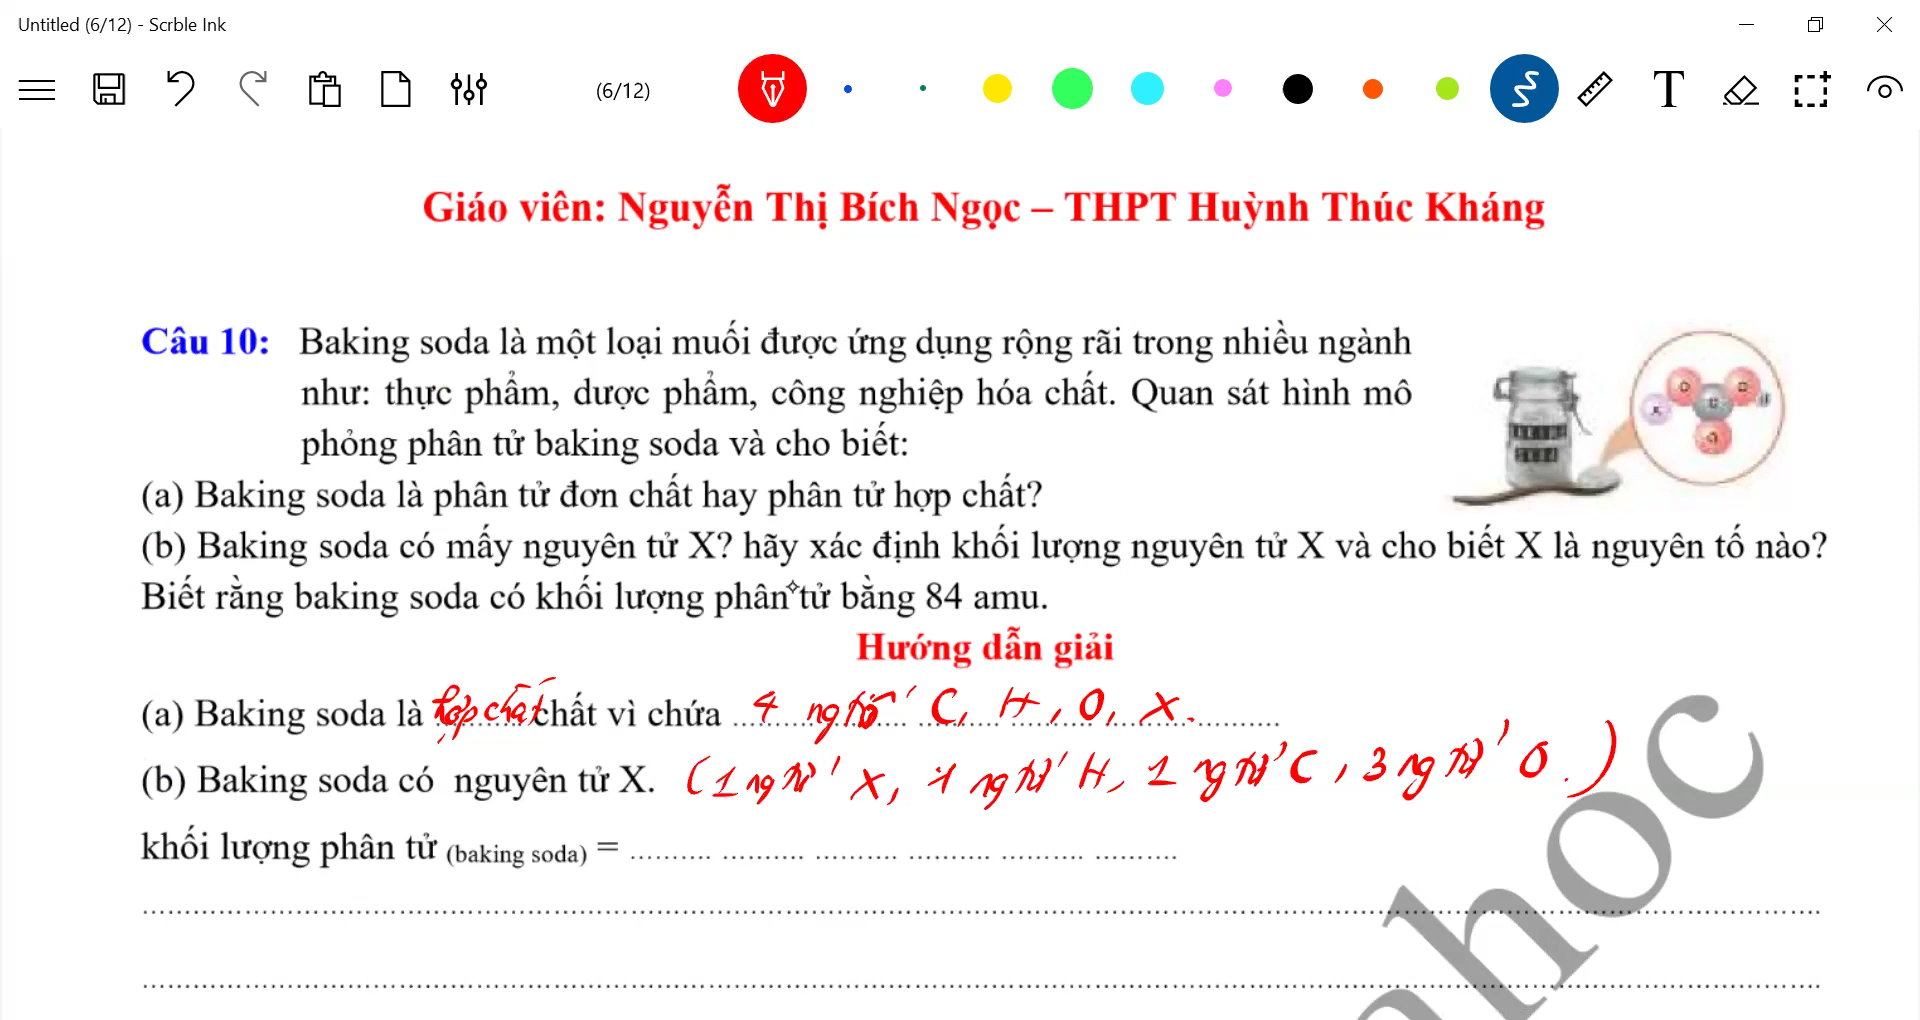 Untitled (6/12) - Scrble Ink
(6/12)
T
Giáo viên: Nguyễn Thị Bích Ngọc – THPT Huỳnh Thúc Kháng
Câu 10: Baking soda là một loại muối được ứng dụng rộng rãi trong nhiều ngành
như: thực phẩm, dược phẩm, công nghiệp hóa chất. Quan sát hình mô
phỏng phân tử baking soda và cho biết:
(a) Baking soda là phân tử đơn chất hay phân tử hợp chất?
(b) Baking soda có mấy nguyên tử X? hãy xác định khối lượng nguyên tử X và cho biết X là nguyên tố nào?
Biết rằng baking soda có khối lượng phân tử bằng 84 amu.
Hướng dẫn giải
(a) Baking soda là hợp chất chất vì chứa 4 ng tố C, H, O, X.
(b) Baking soda có nguyên tử X. (1 ng tử X, 1 ng tử H, 1 ng tử C, 3 ng tử O.)
khối lượng phân tử (baking soda) = .......... .......... .......... .......... .......... ..........
hoc